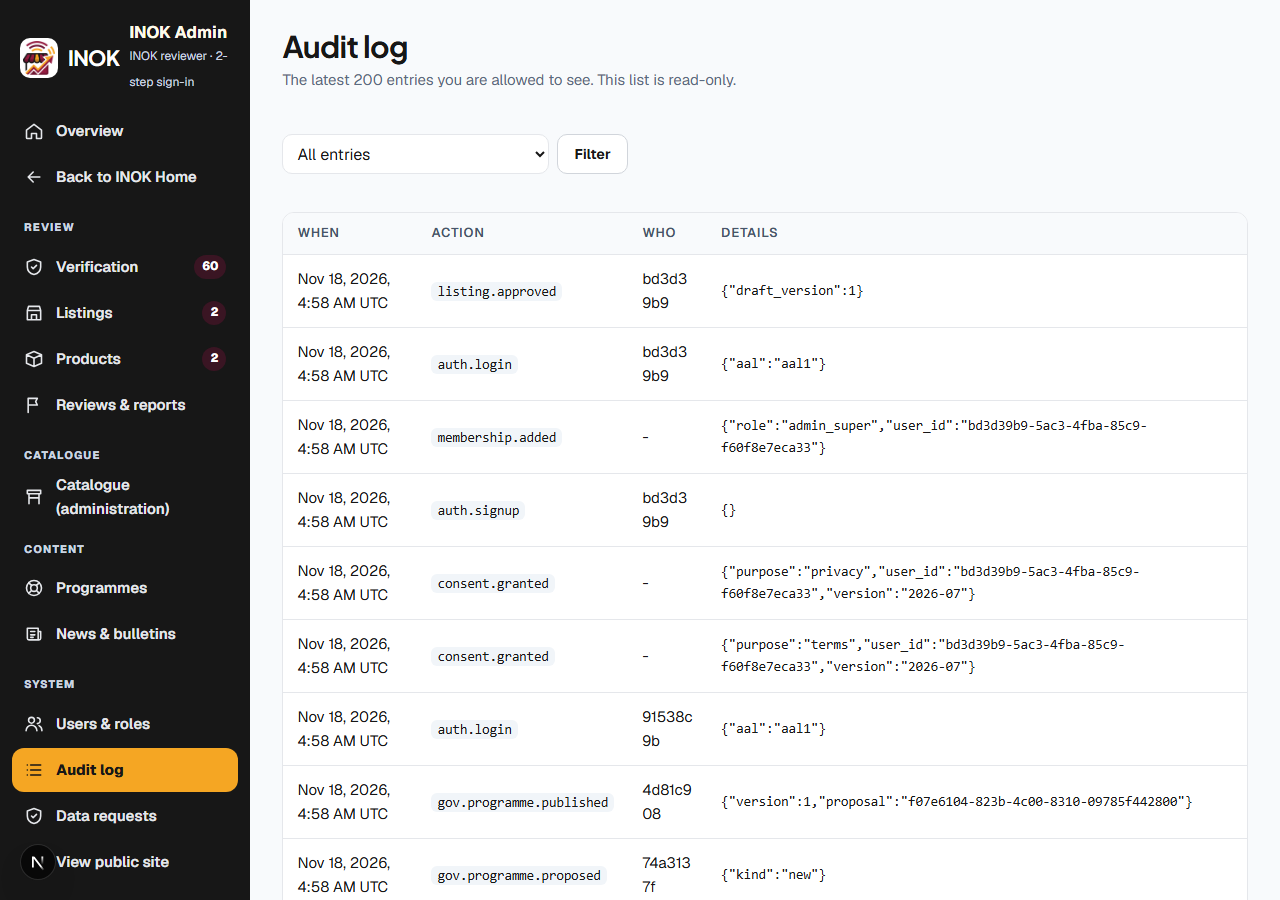 INOK
INOK Admin
INOK reviewer · 2-
step sign-in
Overview
Back to INOK Home
REVIEW
Verification 60
Listings 2
Products 2
Reviews & reports
CATALOGUE
Catalogue
(administration)
CONTENT
Programmes
News & bulletins
SYSTEM
Users & roles
Audit log
Data requests
N View public site
Audit log
The latest 200 entries you are allowed to see. This list is read-only.
All entries Filter
WHEN ACTION WHO DETAILS
Nov 18, 2026,
4:58 AM UTC
listing.approved
bd3d3
9b9
{"draft_version":1}
Nov 18, 2026,
4:58 AM UTC
auth.login
bd3d3
9b9
{"aal":"aal1"}
Nov 18, 2026,
4:58 AM UTC
membership.added
-
{"role":"admin_super","user_id":"bd3d39b9-5ac3-4fba-85c9-
f60f8e7eca33"}
Nov 18, 2026,
4:58 AM UTC
auth.signup
bd3d3
9b9
{}
Nov 18, 2026,
4:58 AM UTC
consent.granted
-
{"purpose":"privacy","user_id":"bd3d39b9-5ac3-4fba-85c9-
f60f8e7eca33","version":"2026-07"}
Nov 18, 2026,
4:58 AM UTC
consent.granted
-
{"purpose":"terms","user_id":"bd3d39b9-5ac3-4fba-85c9-
f60f8e7eca33","version":"2026-07"}
Nov 18, 2026,
4:58 AM UTC
auth.login
91538c
9b
{"aal":"aal1"}
Nov 18, 2026,
4:58 AM UTC
gov.programme.published
4d81c9
08
{"version":1,"proposal":"f07e6104-823b-4c00-8310-09785f442800"}
Nov 18, 2026,
4:58 AM UTC
gov.programme.proposed
74a313
7f
{"kind":"new"}